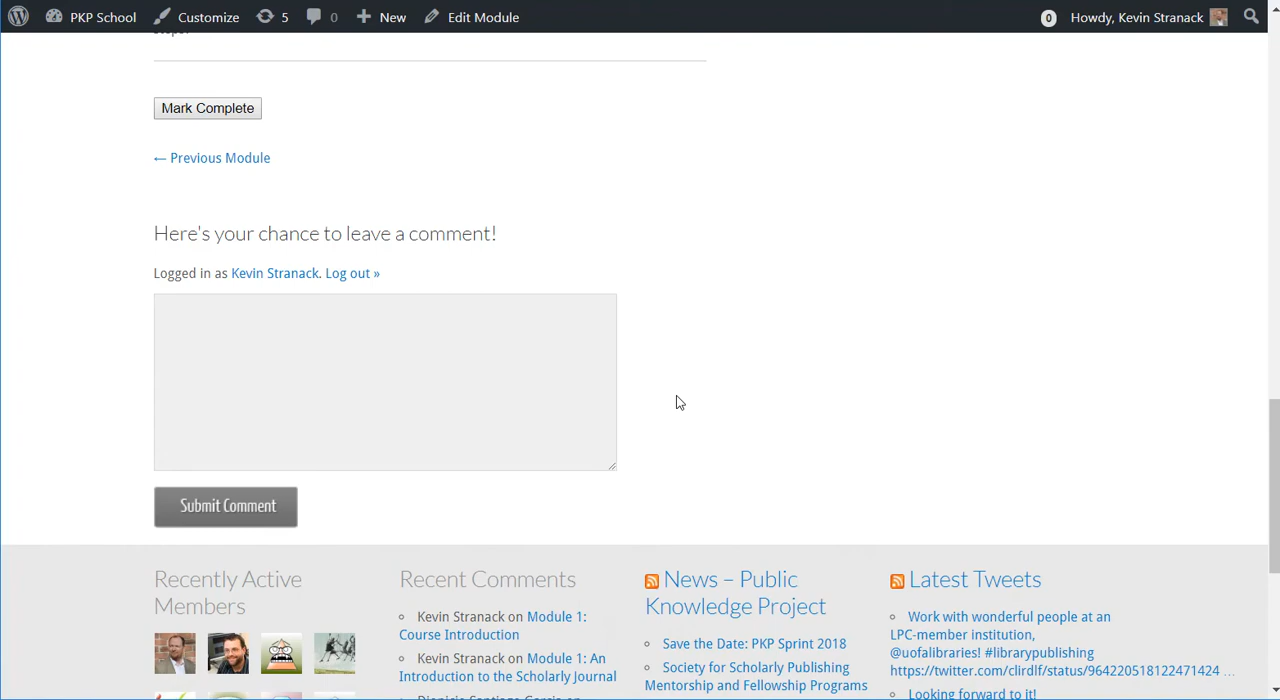 PKP School Customize 5 0 New Edit Module 0 Howdy, Kevin Stranack
steps.
Mark Complete
← Previous Module
Here's your chance to leave a comment!
Logged in as Kevin Stranack. Log out »
Submit Comment
Recently Active
Members
Recent Comments
Kevin Stranack on Module 1:
Course Introduction
Kevin Stranack on Module 1: An
Introduction to the Scholarly Journal
News – Public
Knowledge Project
Save the Date: PKP Sprint 2018
Society for Scholarly Publishing
Mentorship and Fellowship Programs
Latest Tweets
Work with wonderful people at an
LPC-member institution,
@uofalibraries! #librarypublishing
https://twitter.com/clirdlf/status/964220518122471424 …
Looking forward to it!